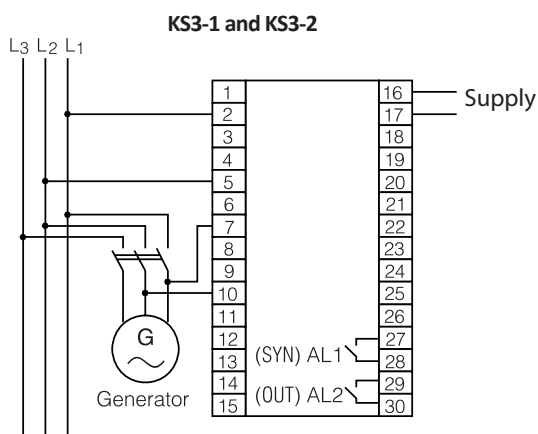 KS3-1 and KS3-2
L3 L2 L1
1 16
Supply
2 17
3 18
4 19
5 20
6 21
7 22
8 23
9 24
10 25
11 26
G
12 27
(SYN) AL1
13 28
14 29
(OUT) AL2
Generator
15 30